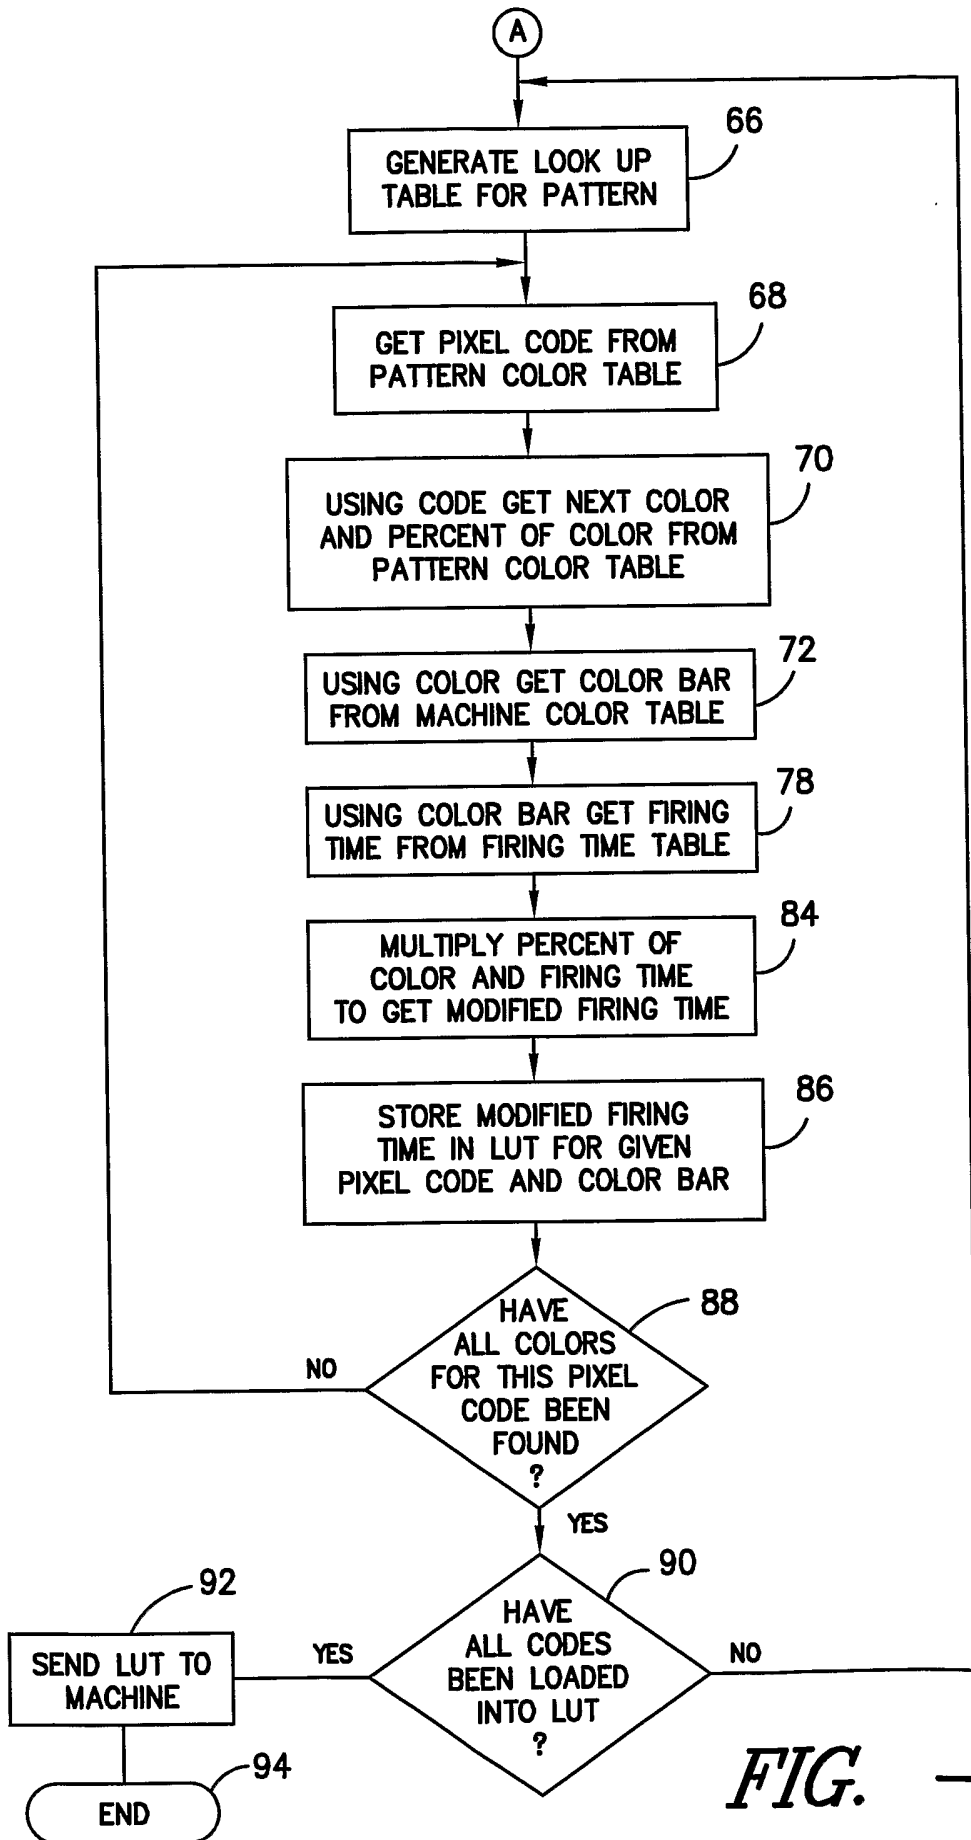 A
66
GENERATE LOOK UP
TABLE FOR PATTERN
68
GET PIXEL CODE FROM
PATTERN COLOR TABLE
70
USING CODE GET NEXT COLOR
AND PERCENT OF COLOR FROM
PATTERN COLOR TABLE
72
USING COLOR GET COLOR BAR
FROM MACHINE COLOR TABLE
78
USING COLOR BAR GET FIRING
TIME FROM FIRING TIME TABLE
84
MULTIPLY PERCENT OF
COLOR AND FIRING TIME
TO GET MODIFIED FIRING TIME
86
STORE MODIFIED FIRING
TIME IN LUT FOR GIVEN
PIXEL CODE AND COLOR BAR
88
HAVE
ALL COLORS
FOR THIS PIXEL
CODE BEEN
FOUND
?
NO
YES
90
HAVE
ALL CODES
BEEN LOADED
INTO LUT
?
YES
NO
92
SEND LUT TO
MACHINE
94
END
FIG.